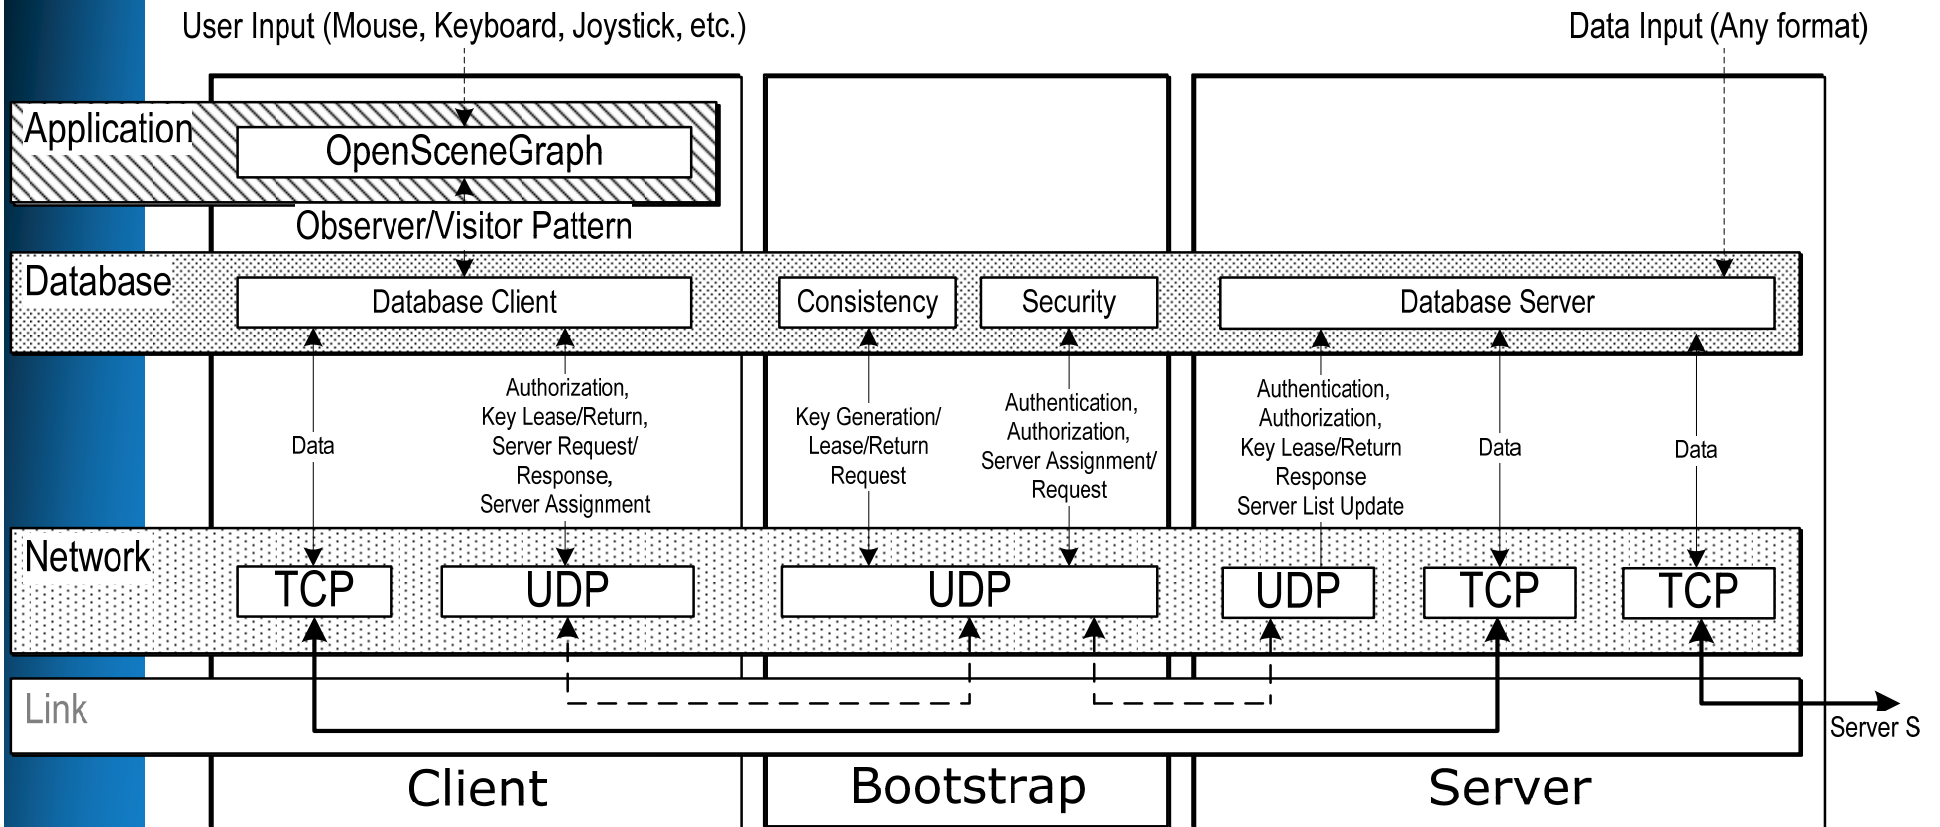 User Input (Mouse, Keyboard, Joystick, etc.)
Data Input (Any format)
Application
OpenSceneGraph
Observer/Visitor Pattern
Database
Database Client
Consistency
Security
Database Server
Data
Authorization,
Key Lease/Return,
Server Request/
Response,
Server Assignment
Key Generation/
Lease/Return
Request
Authentication,
Authorization,
Server Assignment/
Request
Authentication,
Authorization,
Key Lease/Return
Response
Server List Update
Data
Data
Network
TCP
UDP
UDP
UDP
TCP
TCP
Link
Server S
Client
Bootstrap
Server